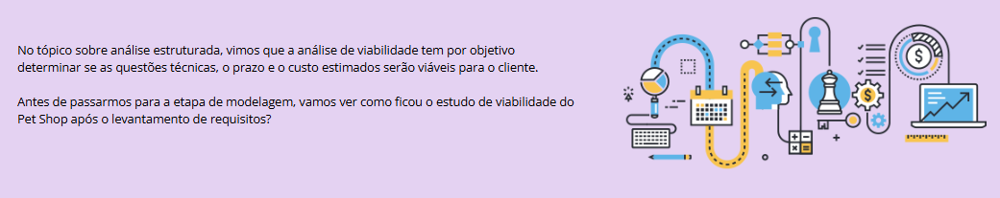 No tópico sobre análise estruturada, vimos que a análise de viabilidade tem por objetivo
determinar se as questões técnicas, o prazo e o custo estimados serão viáveis para o cliente.
Antes de passarmos para a etapa de modelagem, vamos ver como ficou o estudo de viabilidade do
Pet Shop após o levantamento de requisitos?